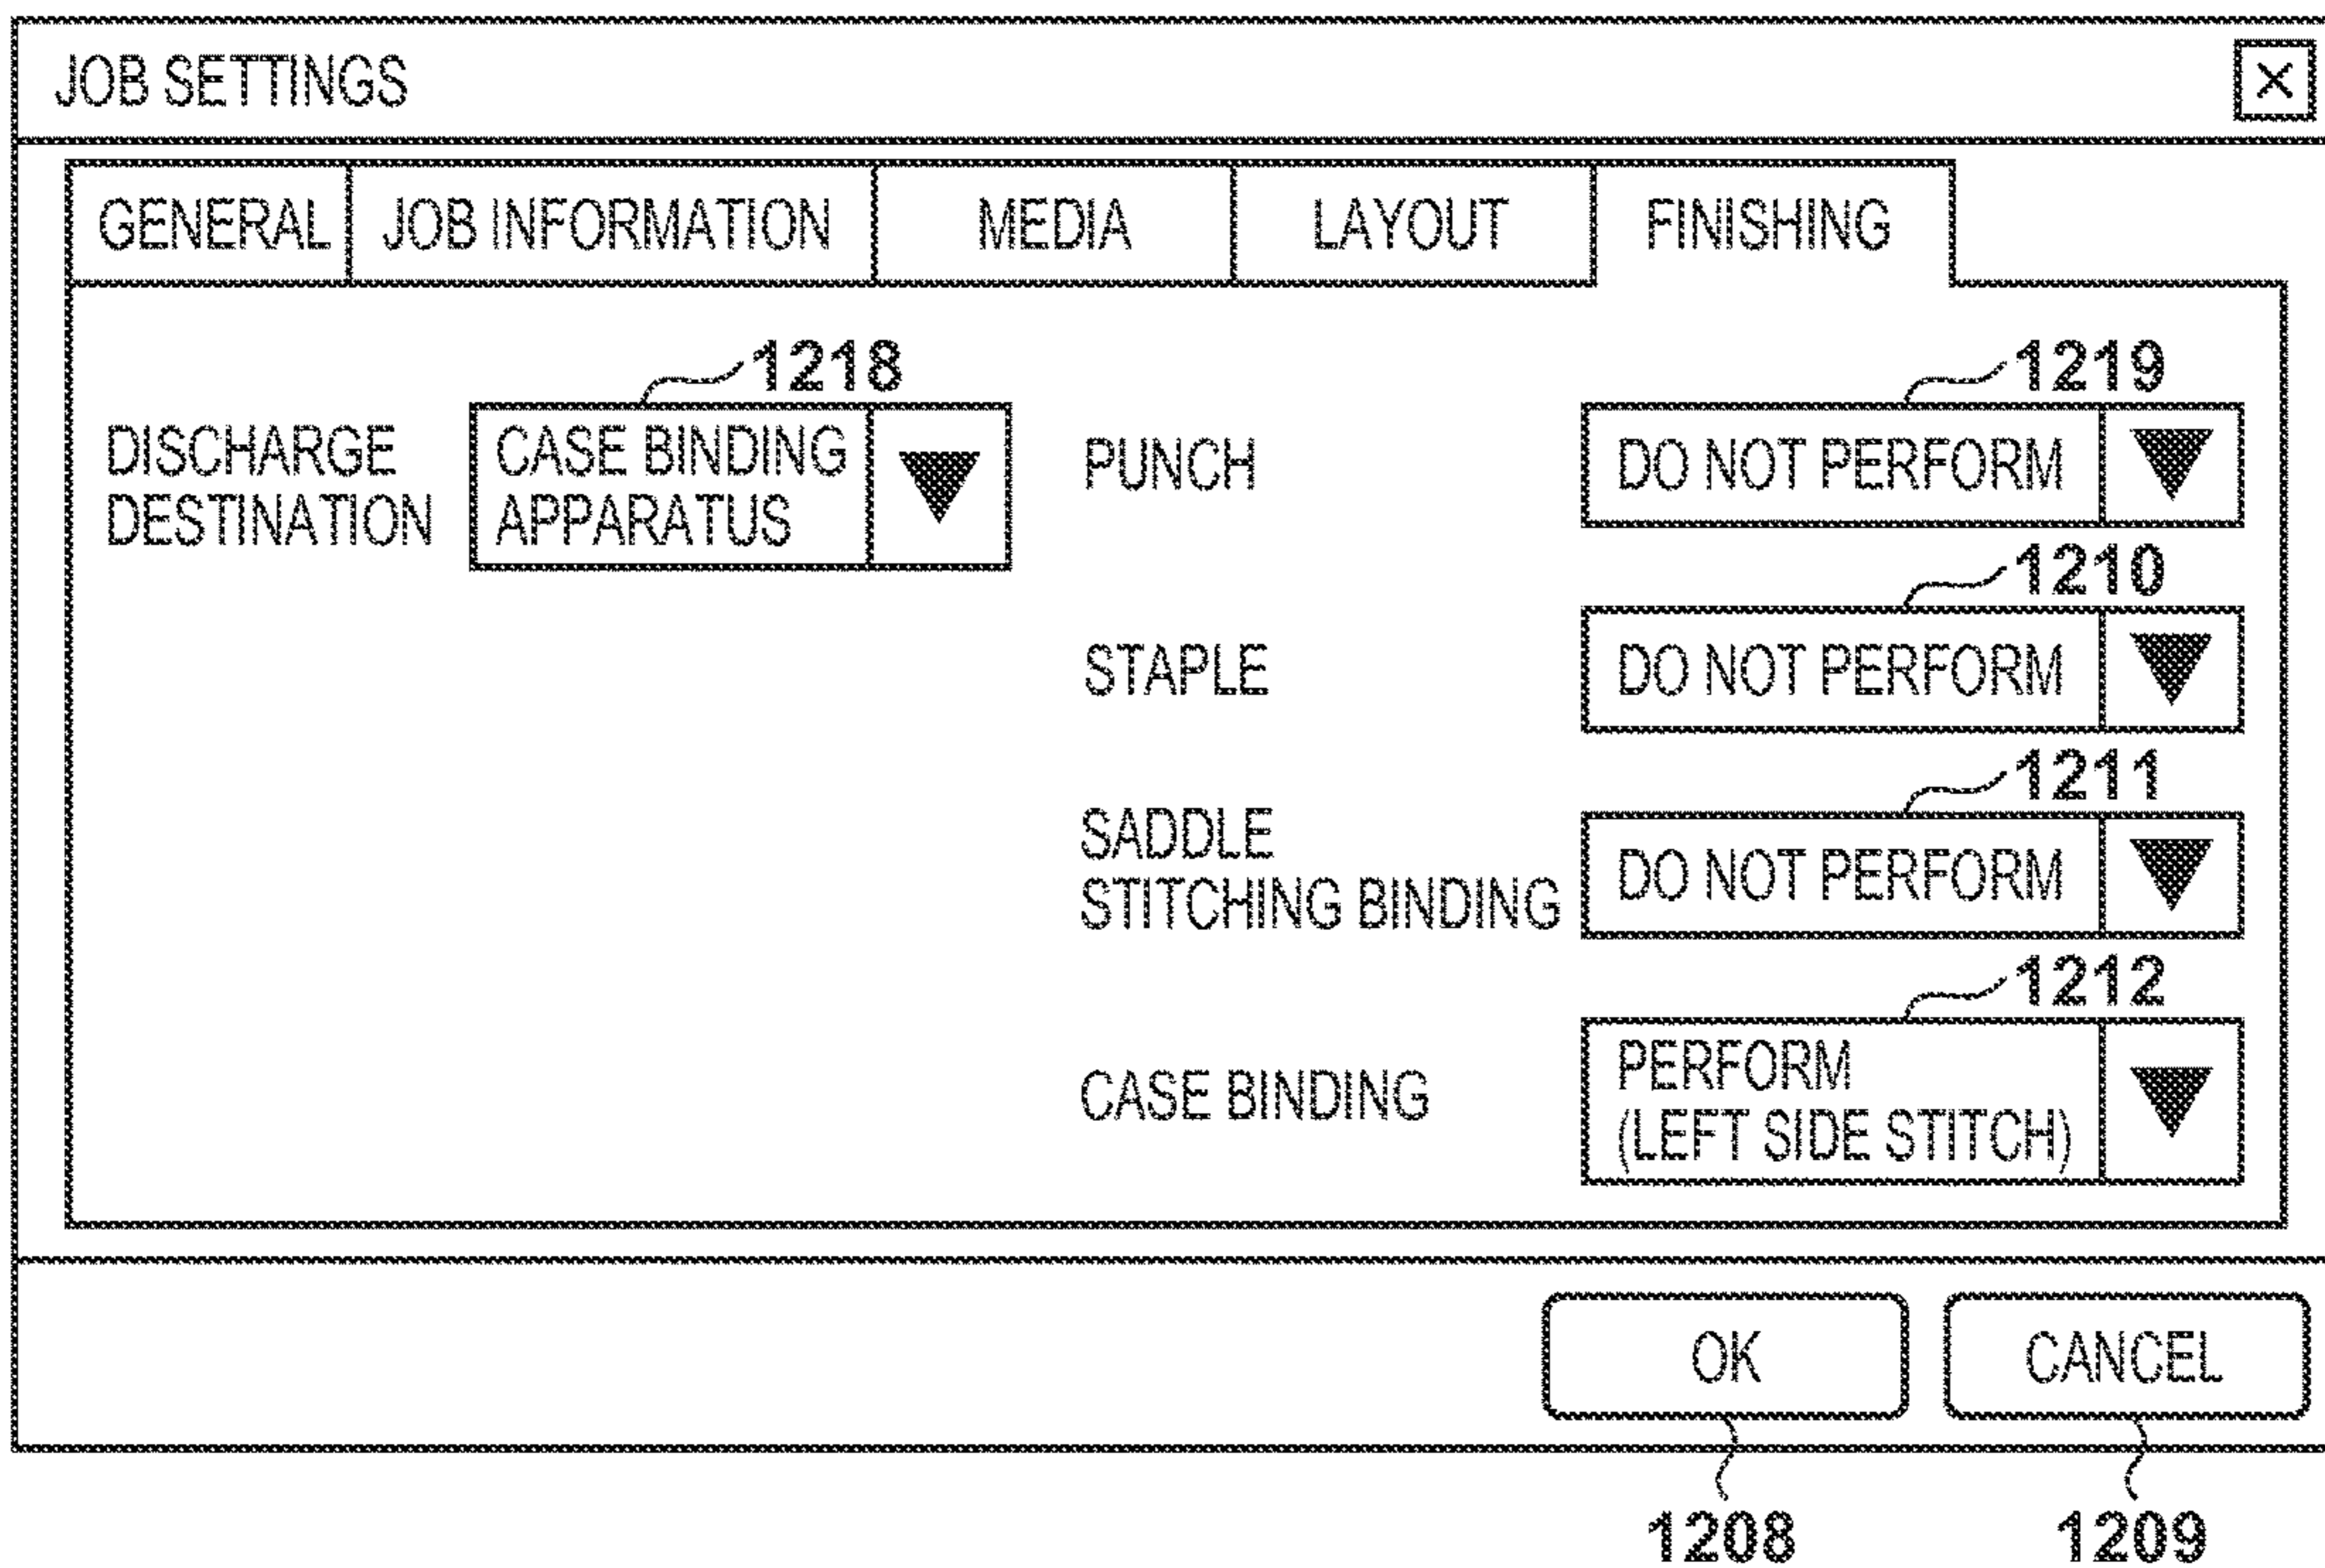 JOB SETTINGS
GENERAL JOB INFORMATION MEDIA LAYOUT FINISHING
1218
DISCHARGE
DESTINATION
CASE BINDING
APPARATUS
1219
PUNCH DO NOT PERFORM
1210
STAPLE DO NOT PERFORM
1211
SADDLE
STITCHING BINDING
DO NOT PERFORM
1212
CASE BINDING
PERFORM
(LEFT SIDE STITCH)
OK CANCEL
1208 1209